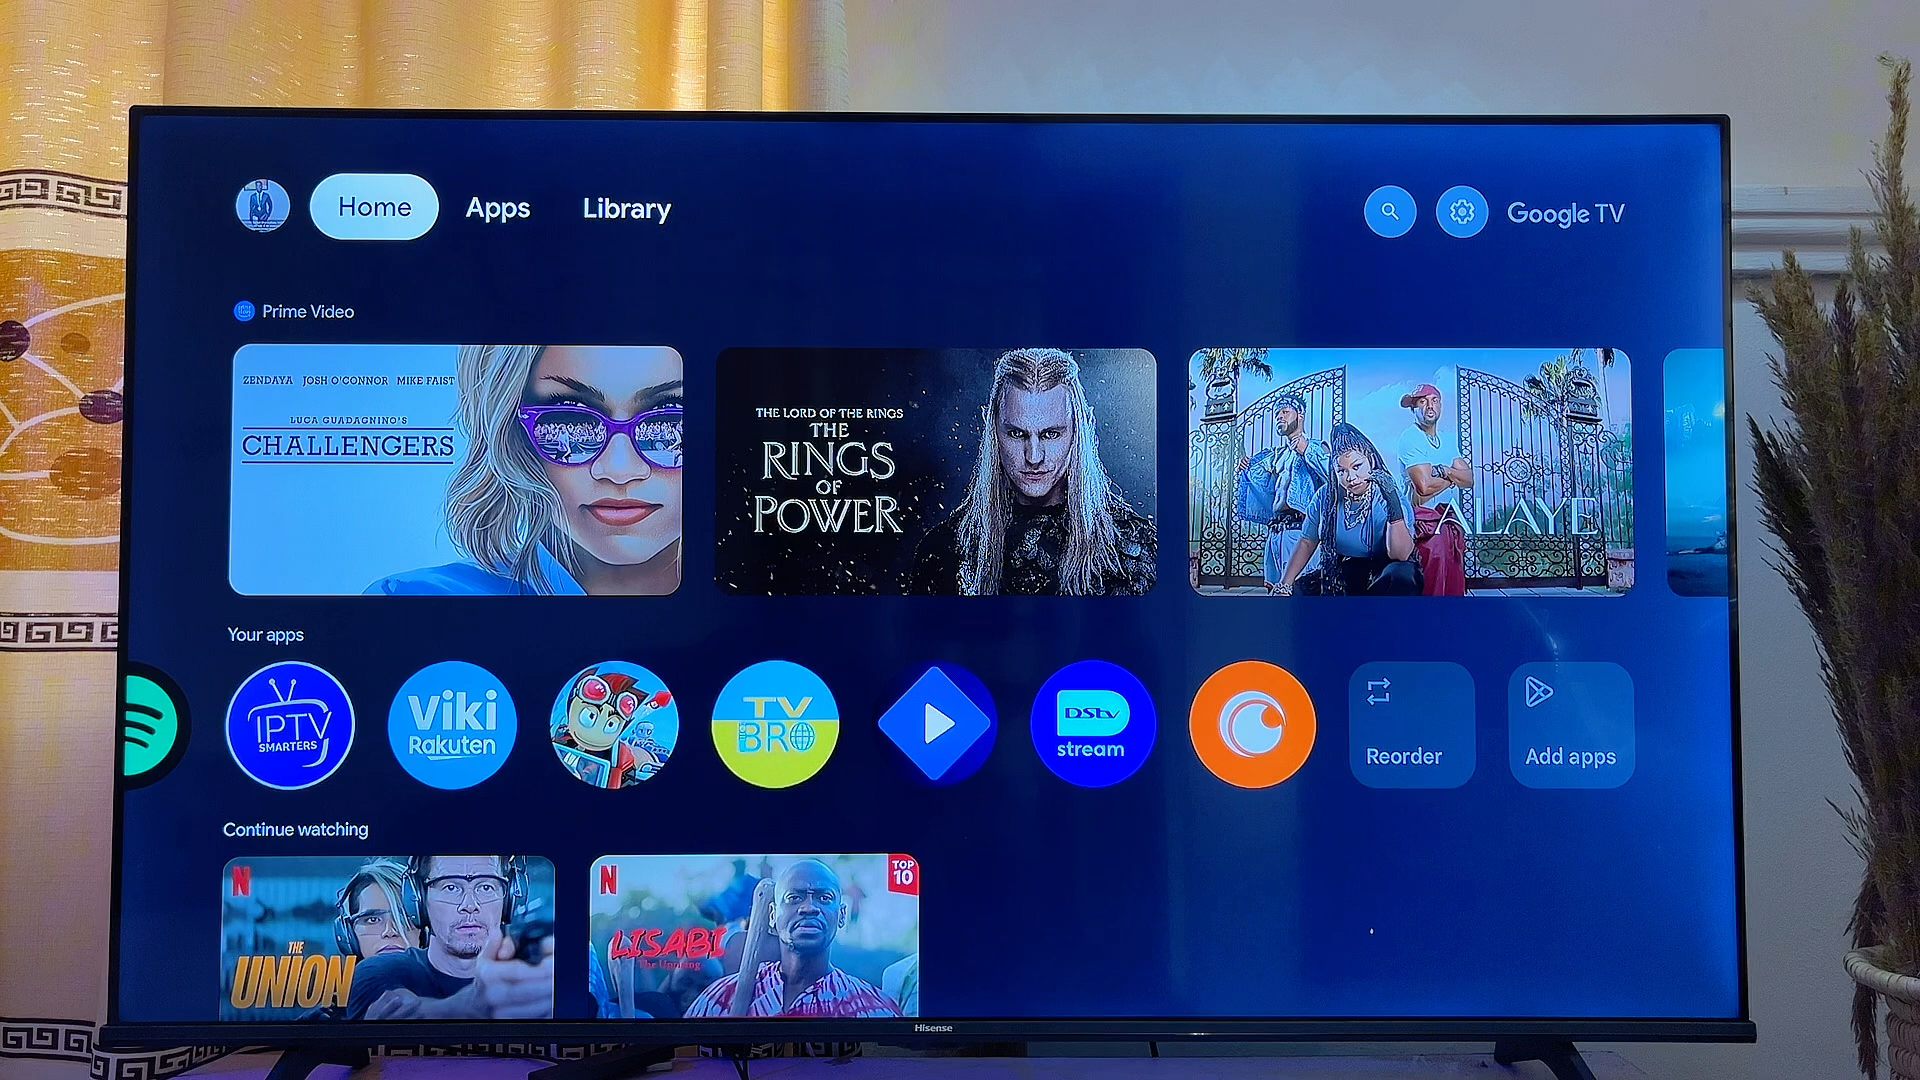 Home
Apps
Library
Google TV
Prime Video
ZENDAYA JOSH O'CONNOR MIKE FAIST
LUCA GUADAGNINO'S
CHALLENGERS
THE LORD OF THE RINGS
THE
RINGS
OF
POWER
ALAYE
Your apps
IPTV
SMARTERS
Viki
Rakuten
TV
BRO
DStv
stream
Reorder
Add apps
Continue watching
N
THE
UNION
N
TOP
10
LISABI
The Uprising
Hisense